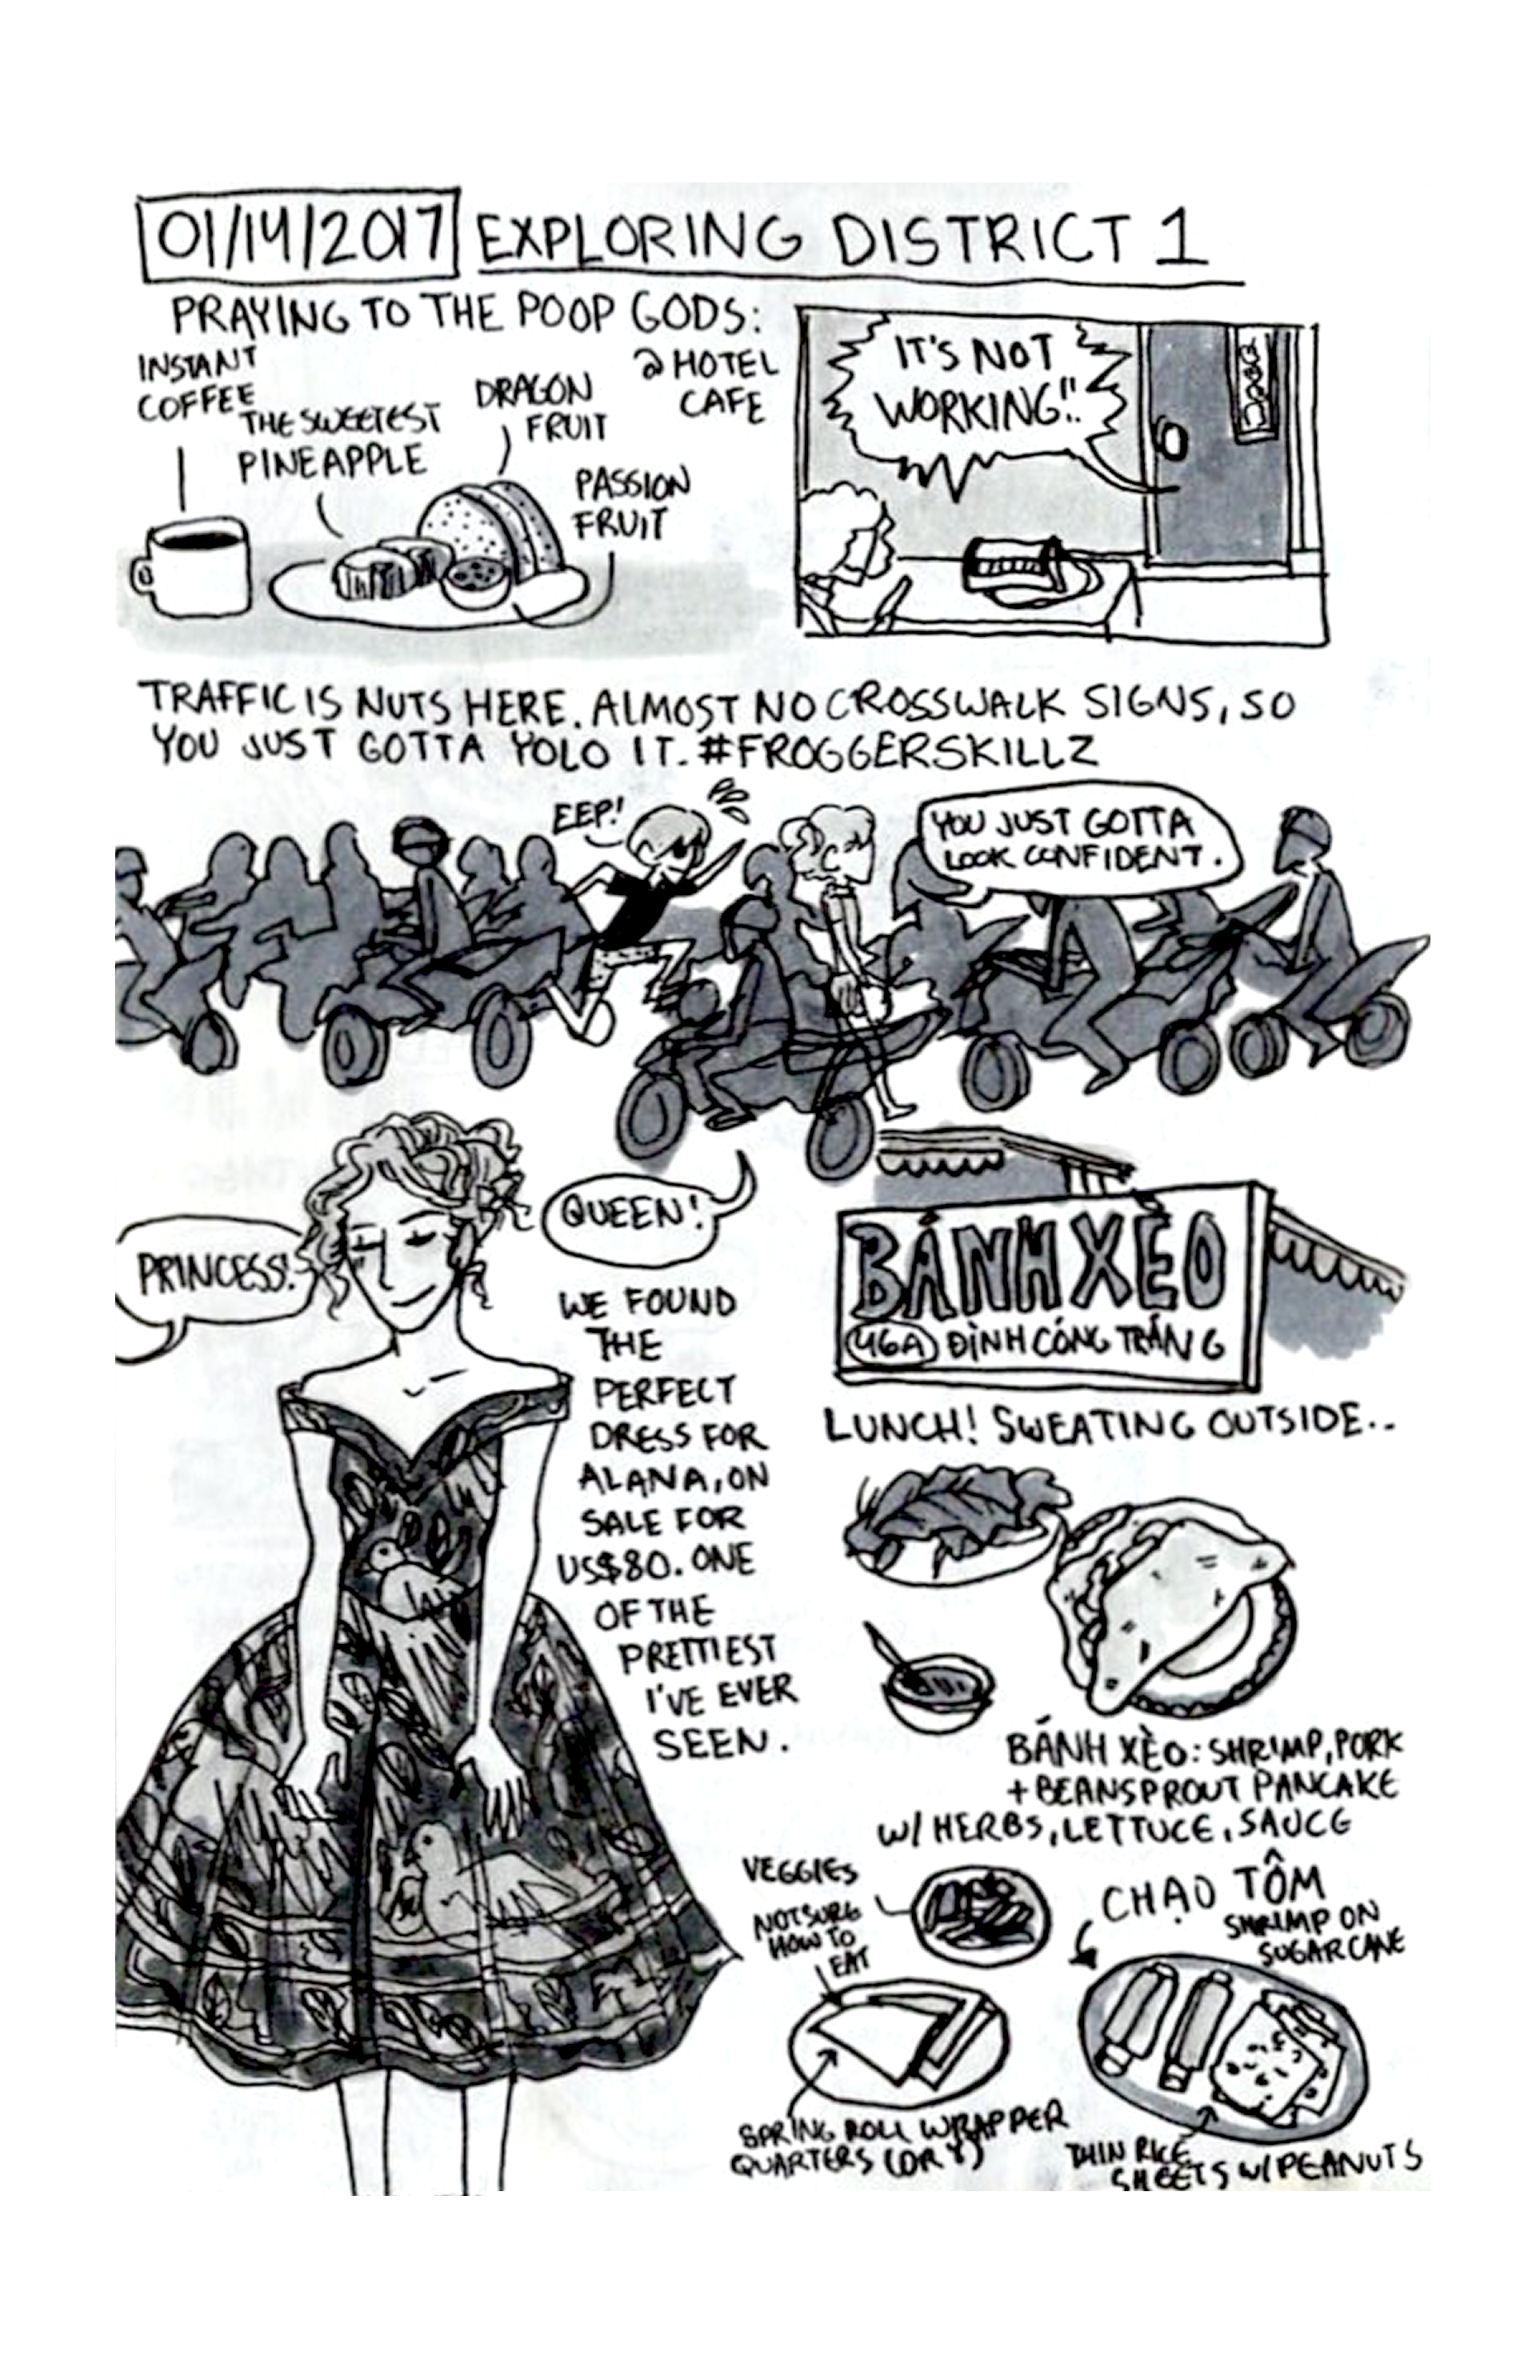 01/14/2017 EXPLORING DISTRICT 1
PRAYING TO THE POOP GODS:
@ HOTEL
CAFE
INSTANT
COFFEE
THE SWEETEST
PINEAPPLE
DRAGON
FRUIT
PASSION
FRUIT
IT'S NOT
WORKING!!
TRAFFIC IS NUTS HERE. ALMOST NO CROSSWALK SIGNS, SO
YOU JUST GOTTA YOLO IT. #FROGGERSKILLZ
EEP!
YOU JUST GOTTA
LOOK CONFIDENT.
PRINCESS!
QUEEN!
WE FOUND
THE
PERFECT
DRESS FOR
ALANA, ON
SALE FOR
US$80. ONE
OF THE
PRETTIEST
I'VE EVER
SEEN.
BÁNH XÈO
46A ĐÌNH CÔNG TRÁNG
LUNCH! SWEATING OUTSIDE..
BÁNH XÈO: SHRIMP, PORK
+ BEANSPROUT PANCAKE
W/ HERBS, LETTUCE, SAUCE
VEGGIES
NOT SURE
HOW TO
EAT
CHẠO TÔM
SHRIMP ON
SUGAR CANE
SPRING ROLL WRAPPER
QUARTERS (DRY)
THIN RICE
SHEETS W/ PEANUTS